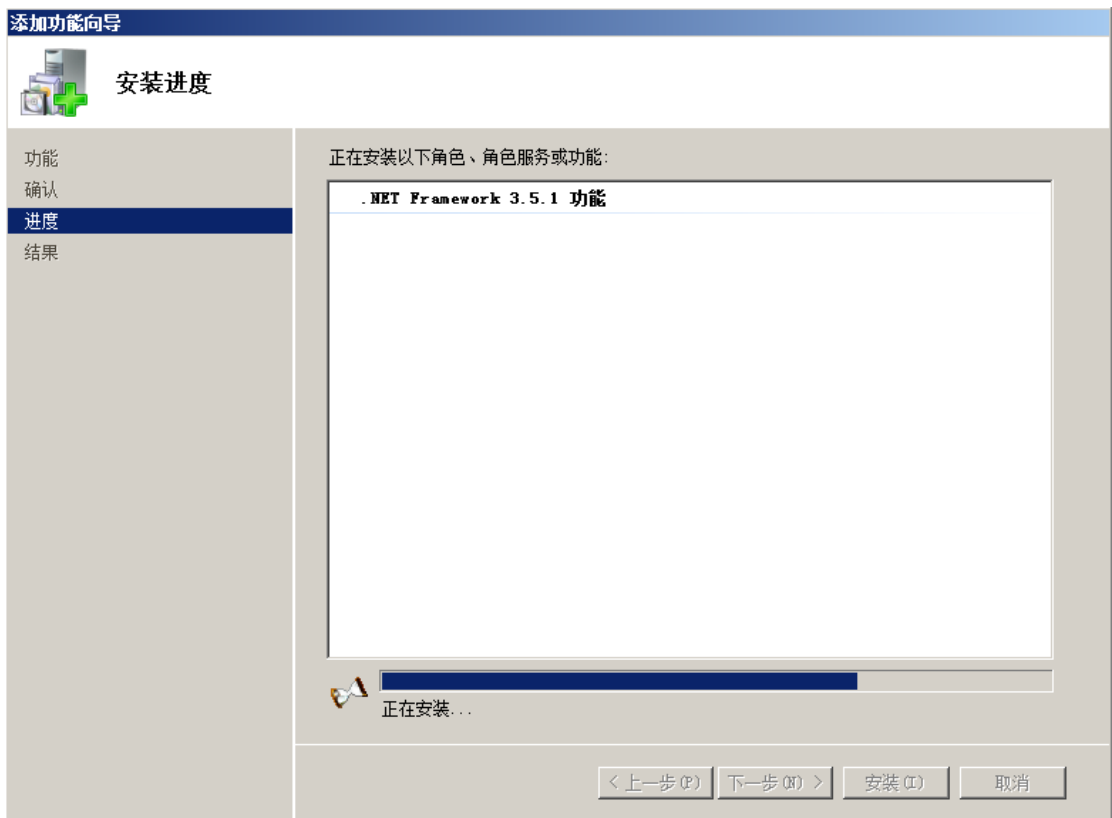 添加功能向导
安装进度
功能
确认
进度
结果
正在安装以下角色、角色服务或功能:
.NET Framework 3.5.1 功能
正在安装...
< 上一步(P) 下一步(N) > 安装(I) 取消